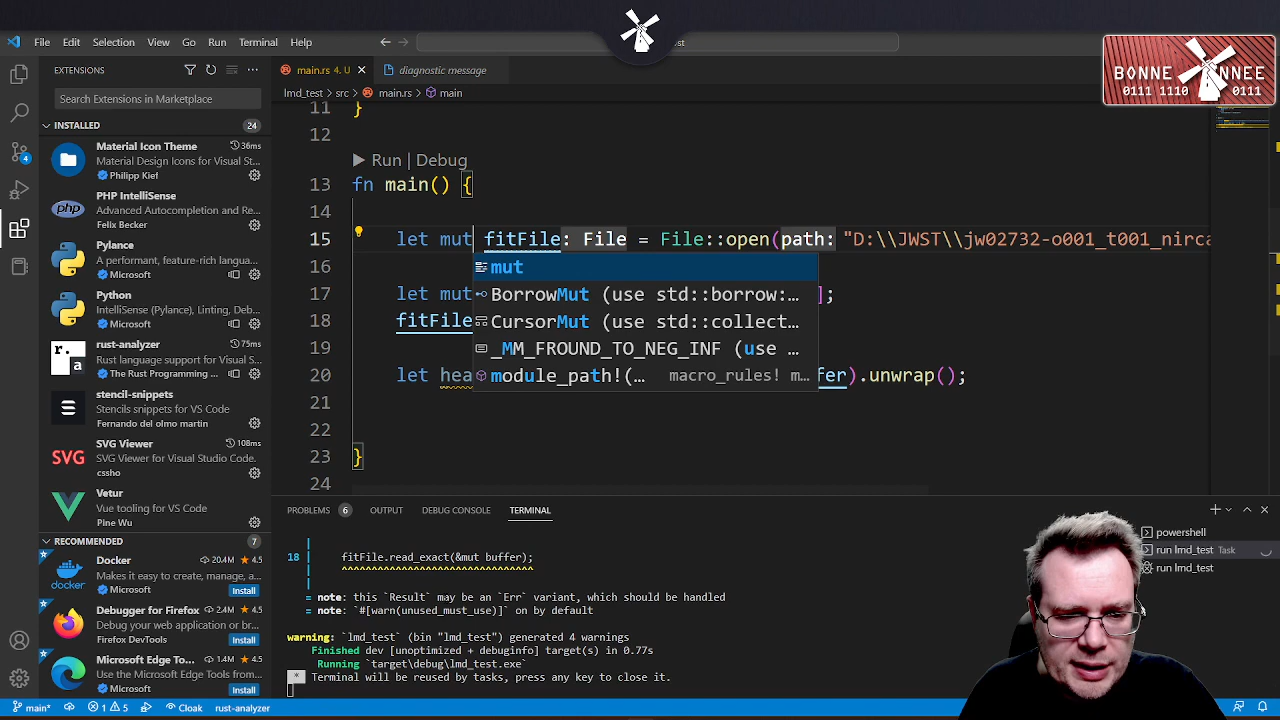 File Edit Selection View Go Run Terminal Help
BONNE NNEE
0111 1110 0111
EXTENSIONS
main.rs 4, U
diagnostic message
Search Extensions in Marketplace
lmd_test > src > main.rs > main
INSTALLED 24
Material Icon Theme 36ms
Material Design Icons for Visual St...
Philipp Kief
PHP IntelliSense
Advanced Autocompletion and Re...
Felix Becker
Pylance
A performant, feature-rich langua...
Microsoft
Python
IntelliSense (Pylance), Linting, Deb...
Microsoft
rust-analyzer 75ms
Rust language support for Visual S...
The Rust Programming ...
stencil-snippets
Stencils snippets for VS Code
Fernando del olmo martin
SVG Viewer 108ms
SVG Viewer for Visual Studio Code.
cssho
Vetur
Vue tooling for VS Code
Pine Wu
RECOMMENDED 7
Docker 20.4M 4.5
Makes it easy to create, manage, a...
Microsoft Install
Debugger for Firefox 2.4M 4.5
Debug your web application or bro...
Firefox DevTools Install
Microsoft Edge To... 2.2M 4.5
Use the Microsoft Edge Tools from...
Microsoft Install
11 }
12
Run | Debug
13 fn main() {
14
15 let mut fitFile: File = File::open(path: "D:\\JWST\\jw02732-o001_t001_nirca
16 mut
17 let mut BorrowMut (use std::borrow:... ];
18 fitFile CursorMut (use std::collect...
19 _MM_FROUND_TO_NEG_INF (use ...
20 let hea module_path!(... macro_rules! m... fer).unwrap();
21
22
23 }
24
PROBLEMS 6 OUTPUT DEBUG CONSOLE TERMINAL
|
18 | fitFile.read_exact(&mut buffer);
| ^^^^^^^^^^^^^^^^^^^^^^^^^^^^^^^^
|
= note: this `Result` may be an `Err` variant, which should be handled
= note: `#[warn(unused_must_use)]` on by default
warning: `lmd_test` (bin "lmd_test") generated 4 warnings
Finished dev [unoptimized + debuginfo] target(s) in 0.77s
Running `target\debug\lmd_test.exe`
* Terminal will be reused by tasks, press any key to close it.
powershell
run lmd_test Task
run lmd_test
main* 1 5 Cloak rust-analyzer